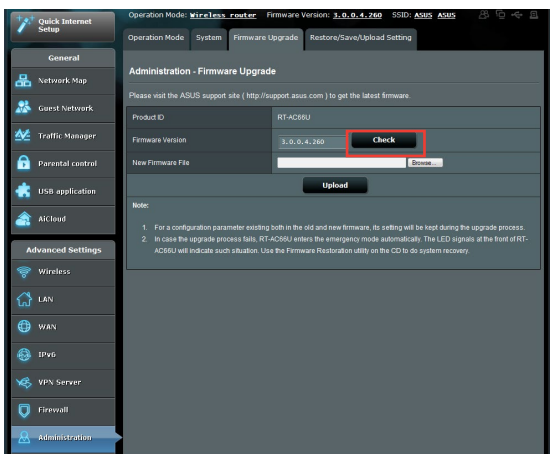 Quick Internet
Setup
Operation Mode: Wireless router Firmware Version: 3.0.0.4.260 SSID: ASUS ASUS
Operation Mode System Firmware Upgrade Restore/Save/Upload Setting
General
Network Map
Guest Network
Traffic Manager
Parental control
USB application
AiCloud
Advanced Settings
Wireless
LAN
WAN
IPv6
VPN Server
Firewall
Administration
Administration - Firmware Upgrade
Please visit the ASUS support site ( http://support.asus.com ) to get the latest firmware.
Product ID RT-AC66U
Firmware Version 3.0.0.4.260 Check
New Firmware File Browse...
Upload
Note:
1. For a configuration parameter existing both in the old and new firmware, its setting will be kept during the upgrade process.
2. In case the upgrade process fails, RT-AC66U enters the emergency mode automatically. The LED signals at the front of RT-
AC66U will indicate such situation. Use the Firmware Restoration utility on the CD to do system recovery.